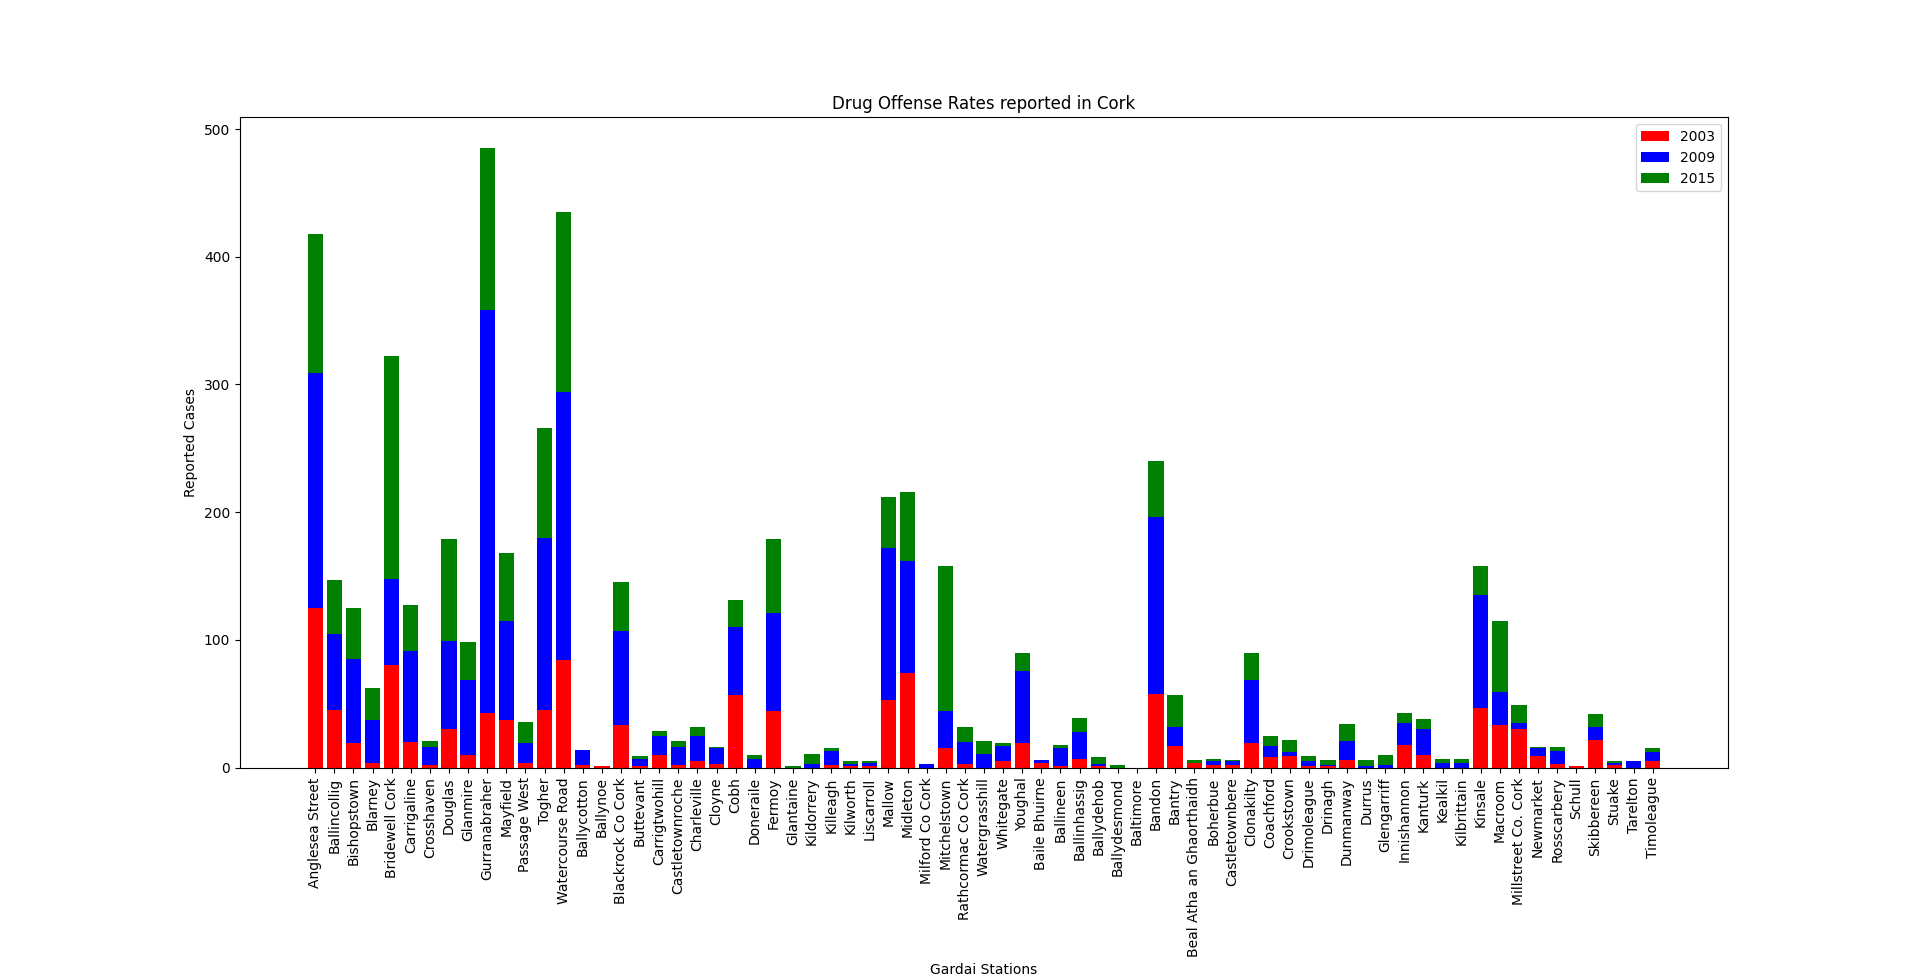 Drug Offense Rates reported in Cork
500
400
300
200
100
0
Reported Cases
2003
2009
2015
Anglesea Street
Ballincollig
Bishopstown
Blarney
Bridewell Cork
Carrigaline
Crosshaven
Douglas
Glanmire
Gurranabraher
Mayfield
Passage West
Togher
Watercourse Road
Ballycotton
Ballynoe
Blackrock Co Cork
Buttevant
Carrigtwohill
Castletownroche
Charleville
Cloyne
Cobh
Doneraile
Fermoy
Glantaine
Kildorrery
Killeagh
Kilworth
Liscarroll
Mallow
Midleton
Milford Co Cork
Mitchelstown
Rathcormac Co Cork
Watergrasshill
Whitegate
Youghal
Baile Bhuirne
Ballineen
Ballinhassig
Ballydehob
Ballydesmond
Baltimore
Bandon
Bantry
Beal Atha an Ghaorthaidh
Boherbue
Castletownbere
Clonakilty
Coachford
Crookstown
Drimoleague
Drinagh
Dunmanway
Durrus
Glengarriff
Innishannon
Kanturk
Kealkil
Kilbrittain
Kinsale
Macroom
Millstreet Co. Cork
Newmarket
Rosscarbery
Schull
Skibbereen
Stuake
Tarelton
Timoleague
Gardai Stations